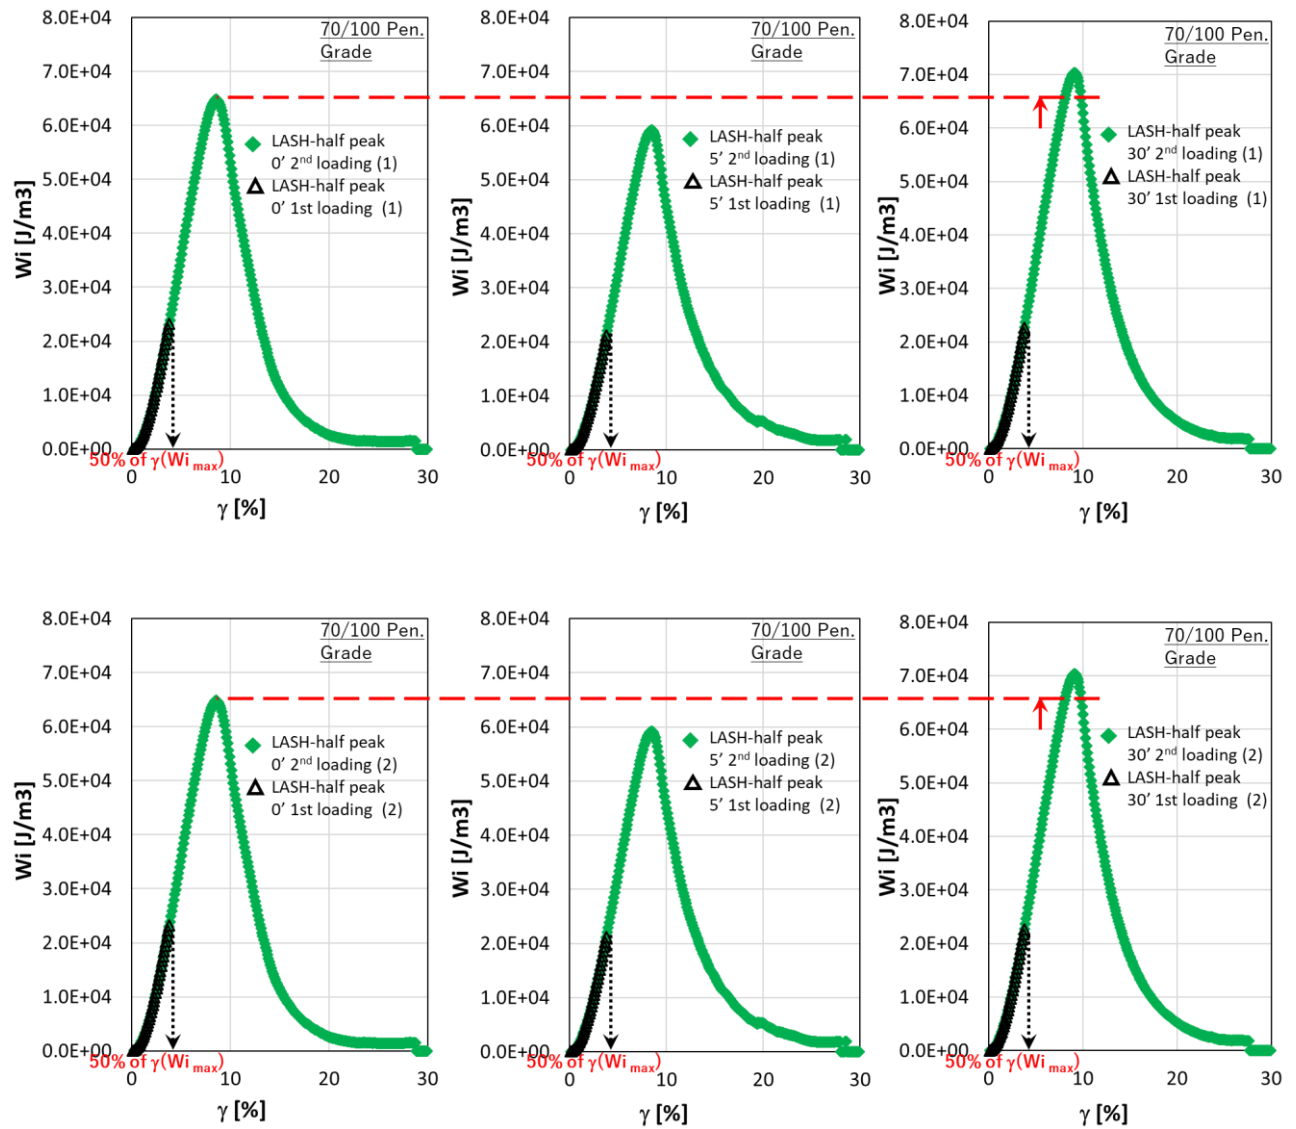 8.0E+04
7.0E+04
6.0E+04
5.0E+04
4.0E+04
3.0E+04
2.0E+04
1.0E+04
0.0E+00
Wi [J/m3]
70/100 Pen.
Grade
LASH-half peak
0' 2nd loading (1)
LASH-half peak
0' 1st loading (1)
50% of γ(Wi max)
0 10 20 30
γ [%]
8.0E+04
7.0E+04
6.0E+04
5.0E+04
4.0E+04
3.0E+04
2.0E+04
1.0E+04
0.0E+00
Wi [J/m3]
70/100 Pen.
Grade
LASH-half peak
5' 2nd loading (1)
LASH-half peak
5' 1st loading (1)
50% of γ(Wi max)
0 10 20 30
γ [%]
8.0E+04
7.0E+04
6.0E+04
5.0E+04
4.0E+04
3.0E+04
2.0E+04
1.0E+04
0.0E+00
Wi [J/m3]
70/100 Pen.
Grade
LASH-half peak
30' 2nd loading (1)
LASH-half peak
30' 1st loading (1)
50% of γ(Wi max)
0 10 20 30
γ [%]
8.0E+04
7.0E+04
6.0E+04
5.0E+04
4.0E+04
3.0E+04
2.0E+04
1.0E+04
0.0E+00
Wi [J/m3]
70/100 Pen.
Grade
LASH-half peak
0' 2nd loading (2)
LASH-half peak
0' 1st loading (2)
50% of γ(Wi max)
0 10 20 30
γ [%]
8.0E+04
7.0E+04
6.0E+04
5.0E+04
4.0E+04
3.0E+04
2.0E+04
1.0E+04
0.0E+00
Wi [J/m3]
70/100 Pen.
Grade
LASH-half peak
5' 2nd loading (2)
LASH-half peak
5' 1st loading (2)
50% of γ(Wi max)
0 10 20 30
γ [%]
8.0E+04
7.0E+04
6.0E+04
5.0E+04
4.0E+04
3.0E+04
2.0E+04
1.0E+04
0.0E+00
Wi [J/m3]
70/100 Pen.
Grade
LASH-half peak
30' 2nd loading (2)
LASH-half peak
30' 1st loading (2)
50% of γ(Wi max)
0 10 20 30
γ [%]